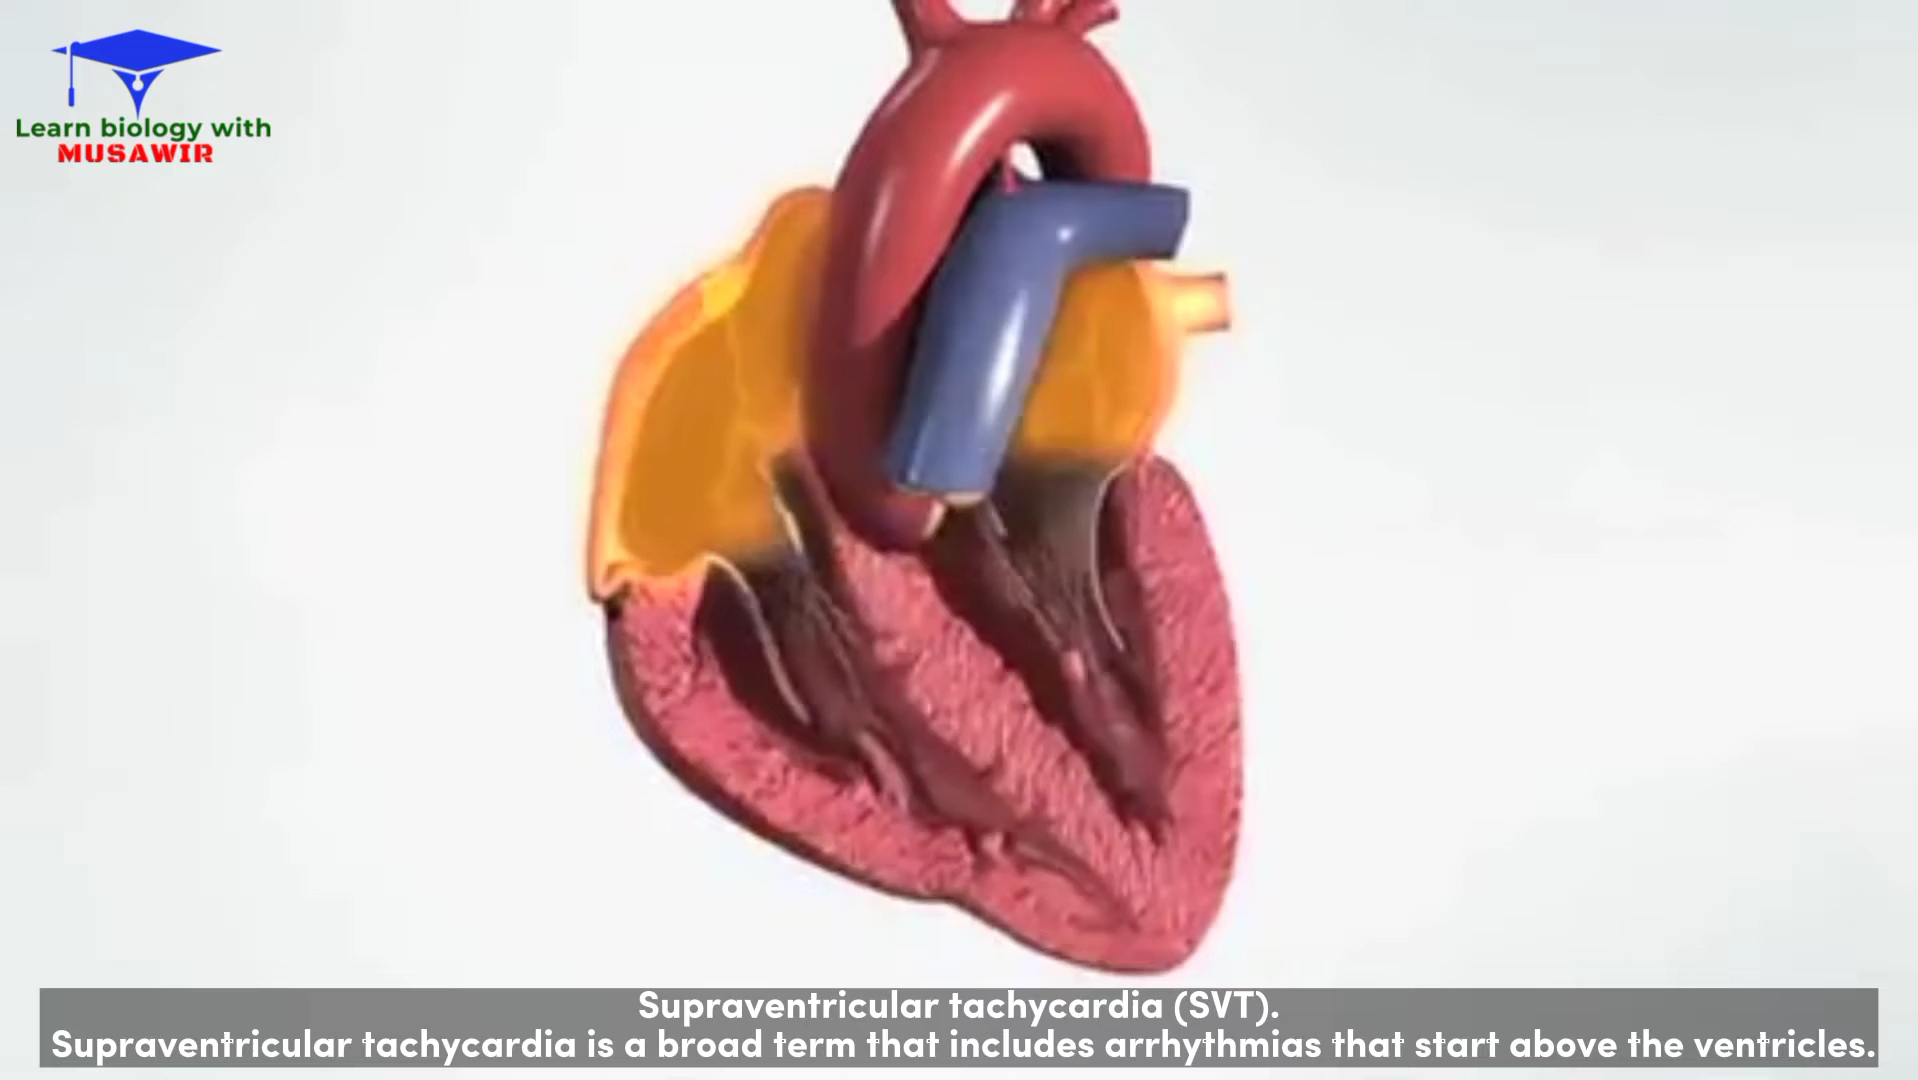 Learn biology with
MUSAWIR
Supraventricular tachycardia (SVT).
Supraventricular tachycardia is a broad term that includes arrhythmias that start above the ventricles.